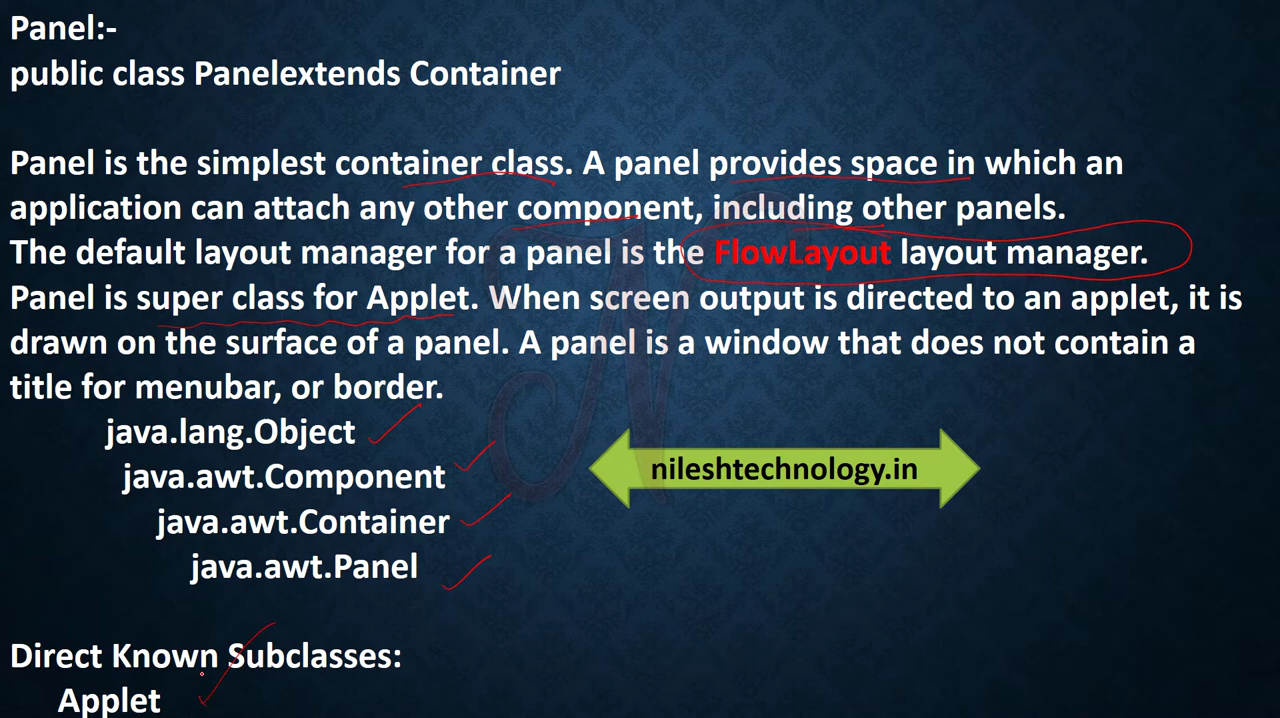 Panel:-
public class Panelextends Container
Panel is the simplest container class. A panel provides space in which an
application can attach any other component, including other panels.
The default layout manager for a panel is the FlowLayout layout manager.
Panel is super class for Applet. When screen output is directed to an applet, it is
drawn on the surface of a panel. A panel is a window that does not contain a
title for menubar, or border.
java.lang.Object
java.awt.Component
java.awt.Container
java.awt.Panel
nileshtechnology.in
Direct Known Subclasses:
Applet